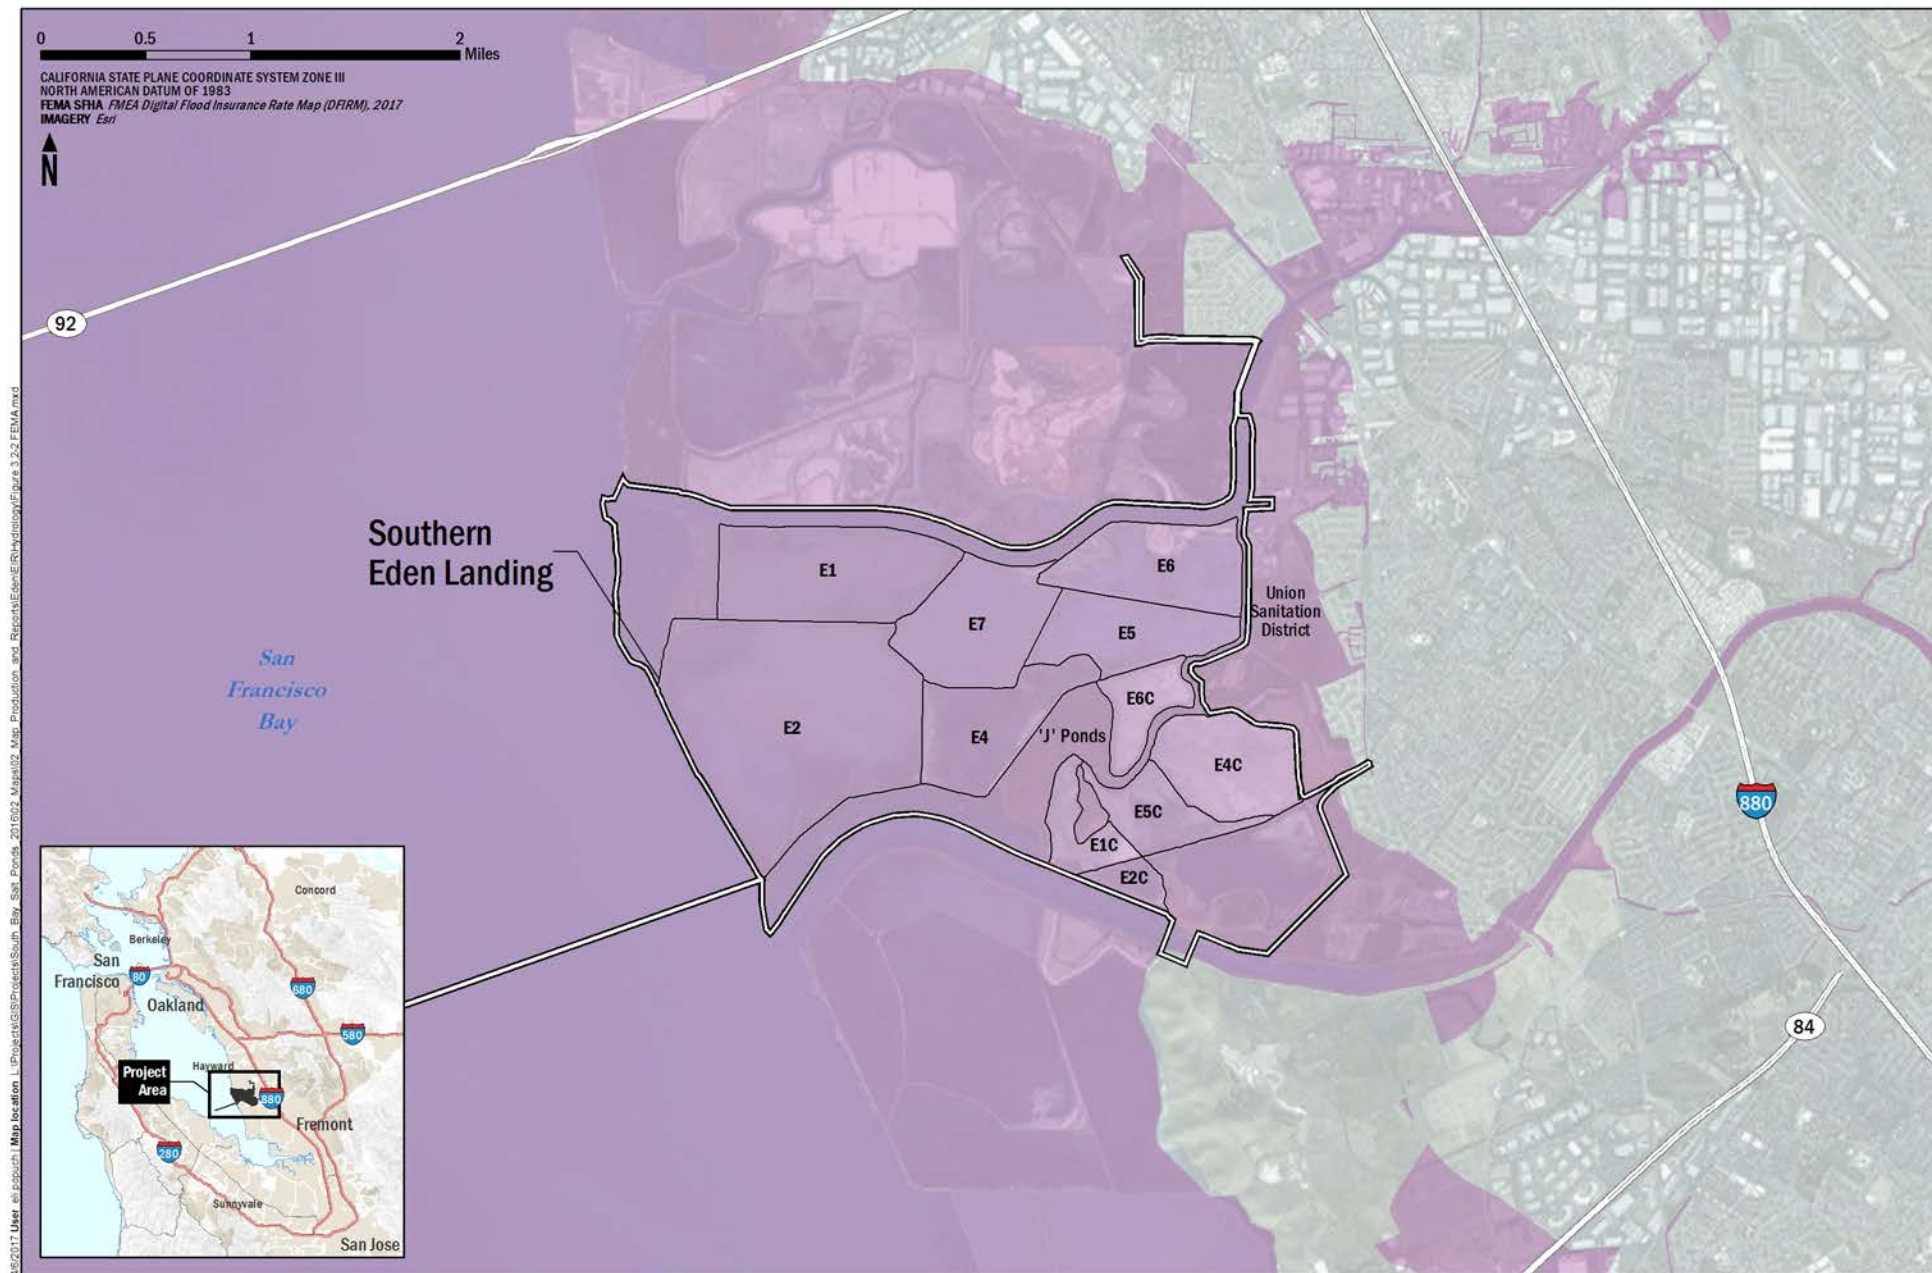 0 0.5 1 2
Miles
CALIFORNIA STATE PLANE COORDINATE SYSTEM ZONE III
NORTH AMERICAN DATUM OF 1983
FEMA SFHA FMEA Digital Flood Insurance Rate Map (DFIRM), 2017
IMAGERY Esri
N
92
Southern
Eden Landing
E1
E6
E7
E5
Union
Sanitation
District
San
Francisco
Bay
E6C
E2
E4
'J' Ponds
E4C
880
E5C
E1C
E2C
84
Concord
Berkeley
San
Francisco
80
Oakland
680
580
Hayward
Project
Area
880
Fremont
280
Sunnyvale
San Jose